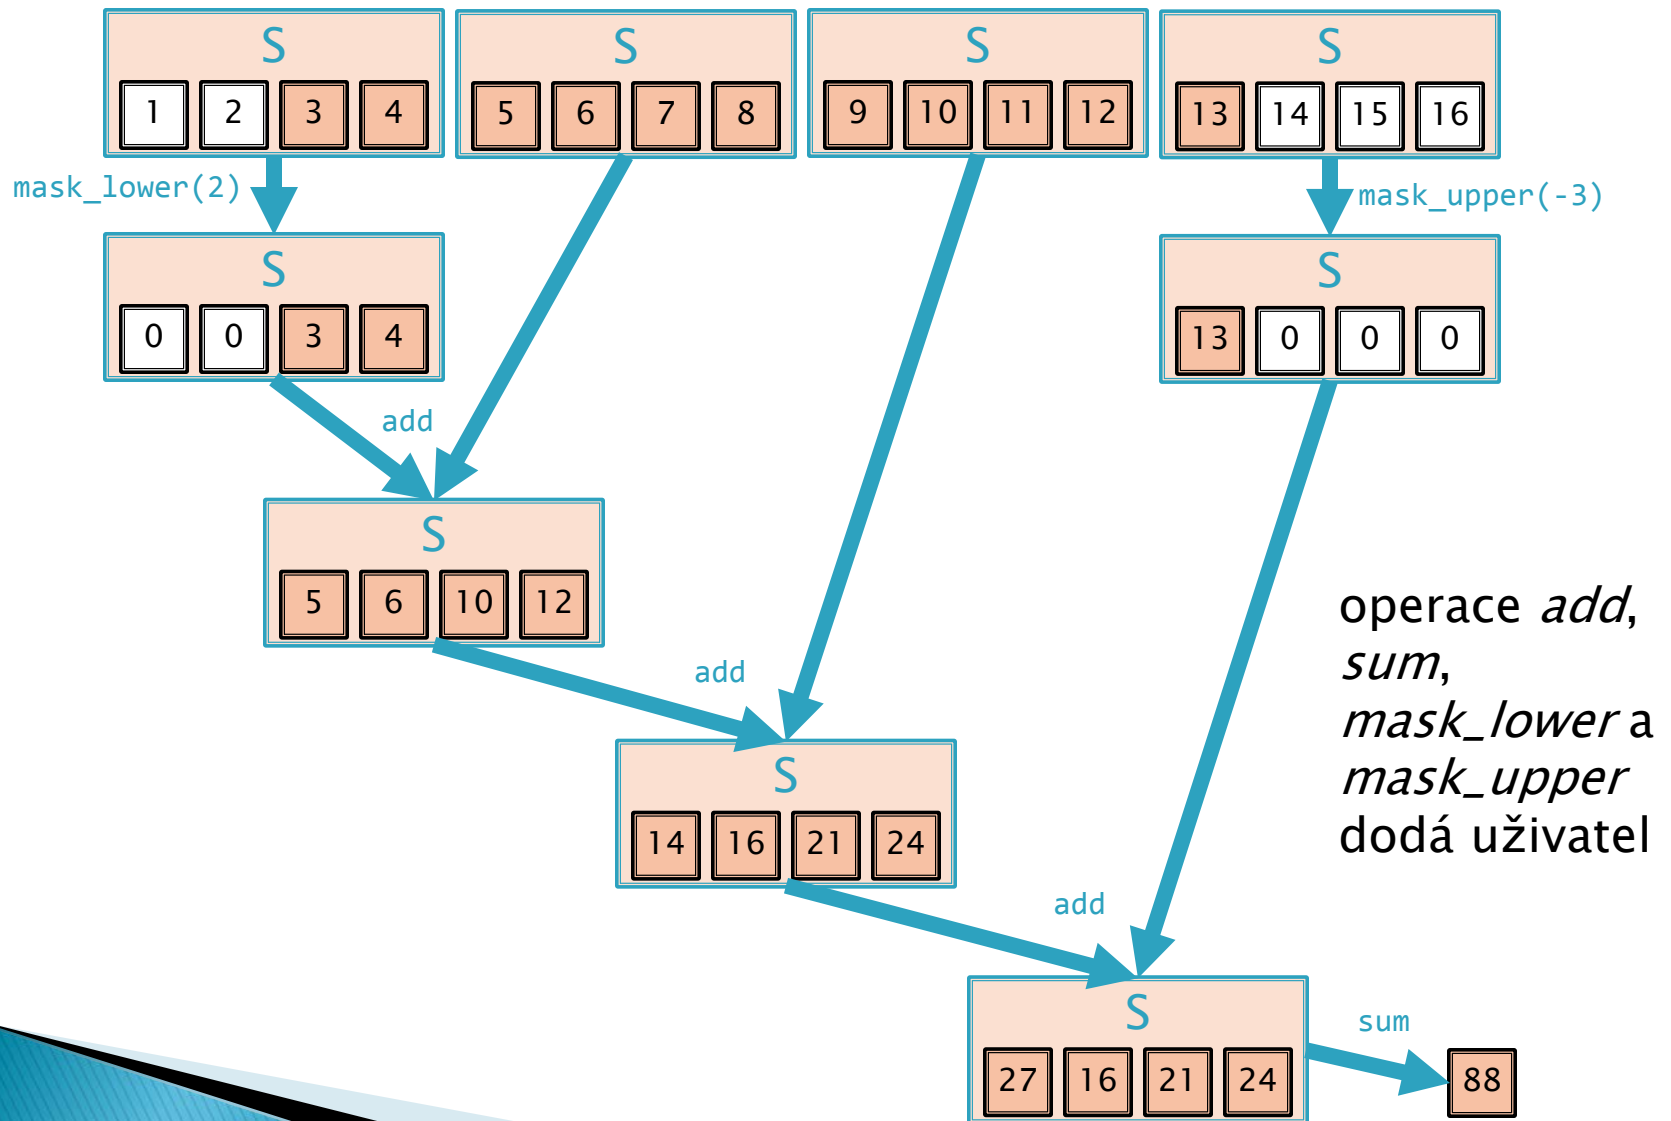 S S S S
1 2 3 4 5 6 7 8 9 10 11 12 13 14 15 16
mask_lower(2) mask_upper(-3)
S S
0 0 3 4 13 0 0 0
add
S
5 6 10 12
operace add,
sum,
mask_lower a
mask_upper
dodá uživatel
add
S
14 16 21 24
add
S
27 16 21 24
sum
88